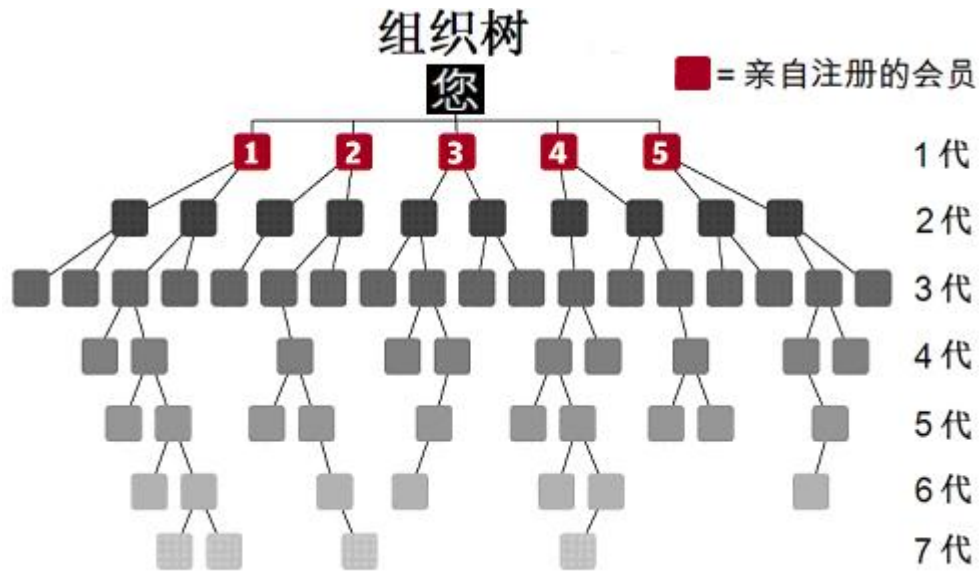 组织树
您
= 亲自注册的会员
1 2 3 4 5
1 代
2 代
3 代
4 代
5 代
6 代
7 代